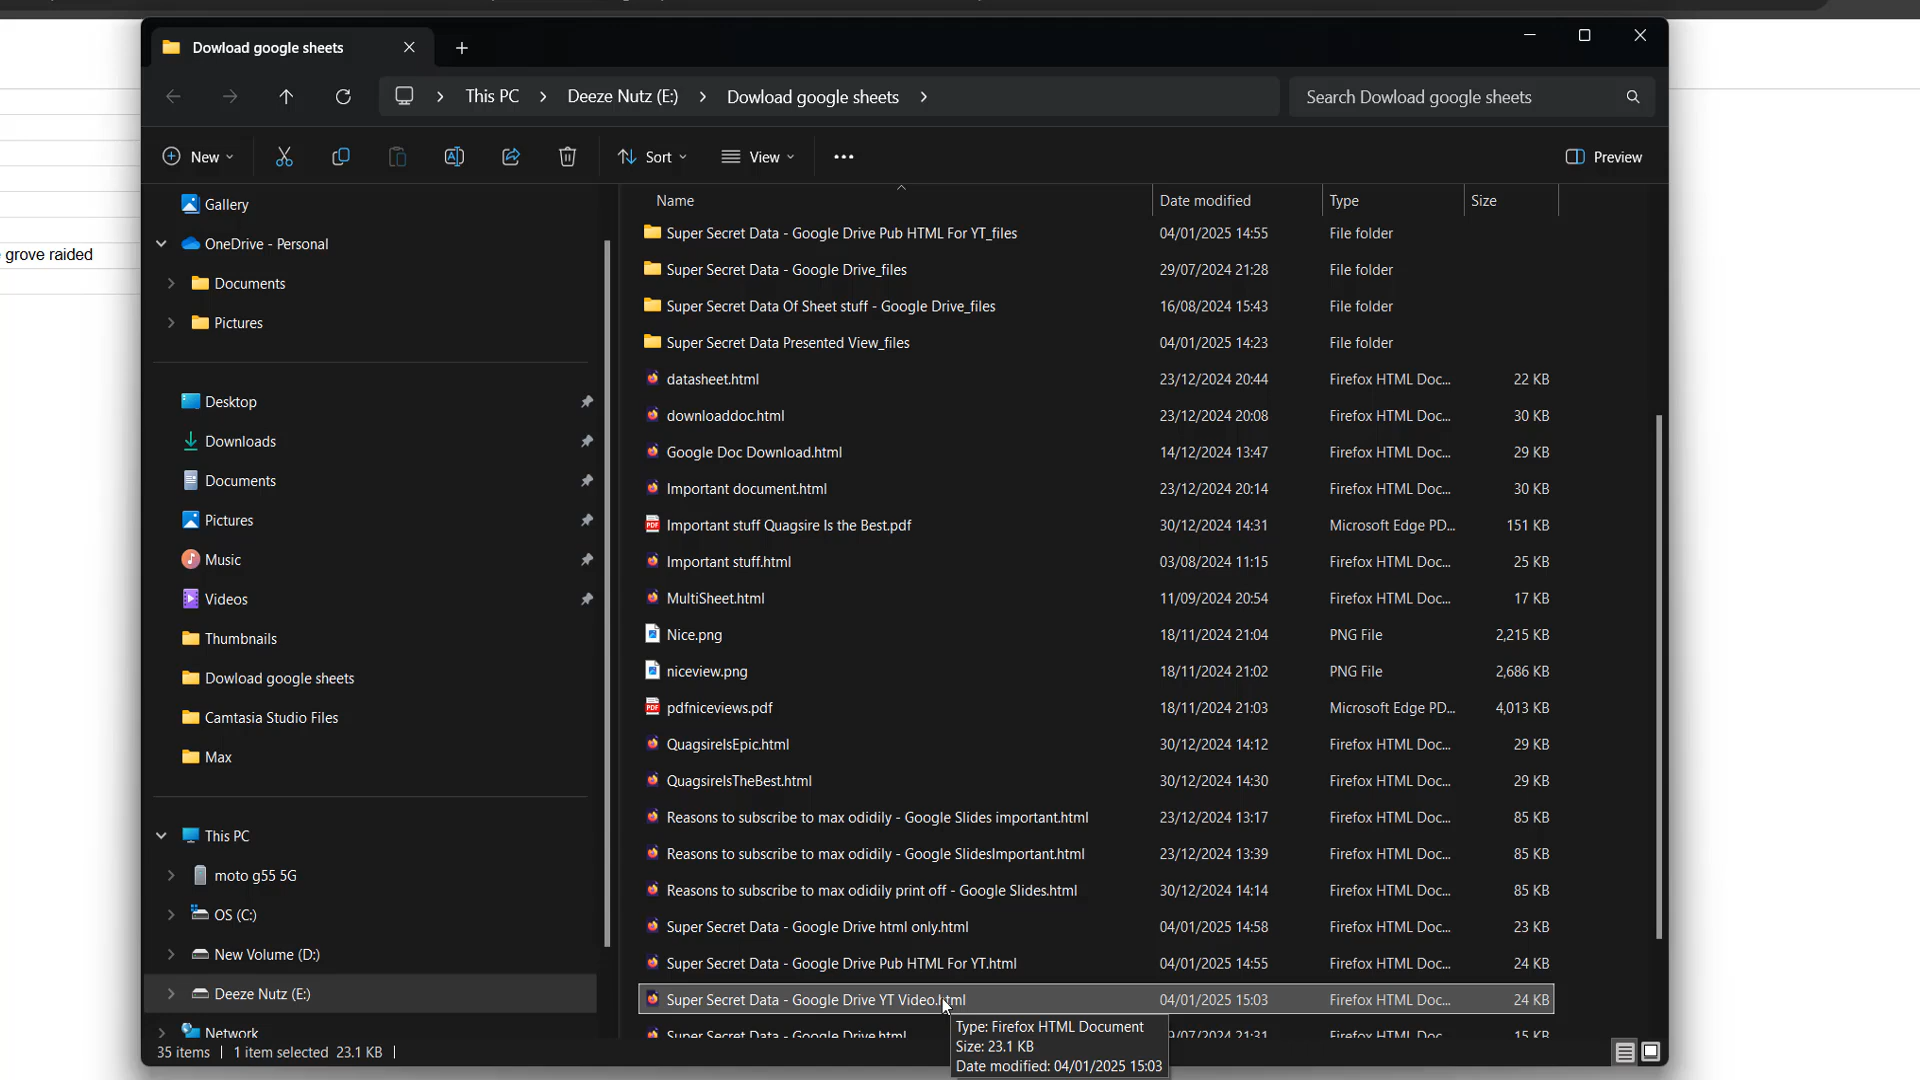 Dowload google sheets
This PC
Deeze Nutz (E:)
Dowload google sheets
Search Dowload google sheets
New
Sort
View
Preview
grove raided
Gallery
OneDrive - Personal
Documents
Pictures
Desktop
Downloads
Documents
Pictures
Music
Videos
Thumbnails
Dowload google sheets
Camtasia Studio Files
Max
This PC
moto g55 5G
OS (C:)
New Volume (D:)
Deeze Nutz (E:)
Network
Name Date modified Type Size
Super Secret Data - Google Drive Pub HTML For YT_files 04/01/2025 14:55 File folder
Super Secret Data - Google Drive_files 29/07/2024 21:28 File folder
Super Secret Data Of Sheet stuff - Google Drive_files 16/08/2024 15:43 File folder
Super Secret Data Presented View_files 04/01/2025 14:23 File folder
datasheet.html 23/12/2024 20:44 Firefox HTML Doc... 22 KB
downloaddoc.html 23/12/2024 20:08 Firefox HTML Doc... 30 KB
Google Doc Download.html 14/12/2024 13:47 Firefox HTML Doc... 29 KB
Important document.html 23/12/2024 20:14 Firefox HTML Doc... 30 KB
Important stuff Quagsire Is the Best.pdf 30/12/2024 14:31 Microsoft Edge PD... 151 KB
Important stuff.html 03/08/2024 11:15 Firefox HTML Doc... 25 KB
MultiSheet.html 11/09/2024 20:54 Firefox HTML Doc... 17 KB
Nice.png 18/11/2024 21:04 PNG File 2,215 KB
niceview.png 18/11/2024 21:02 PNG File 2,686 KB
pdfniceviews.pdf 18/11/2024 21:03 Microsoft Edge PD... 4,013 KB
QuagsireIsEpic.html 30/12/2024 14:12 Firefox HTML Doc... 29 KB
QuagsireIsTheBest.html 30/12/2024 14:30 Firefox HTML Doc... 29 KB
Reasons to subscribe to max odidily - Google Slides important.html 23/12/2024 13:17 Firefox HTML Doc... 85 KB
Reasons to subscribe to max odidily - Google SlidesImportant.html 23/12/2024 13:39 Firefox HTML Doc... 85 KB
Reasons to subscribe to max odidily print off - Google Slides.html 30/12/2024 14:14 Firefox HTML Doc... 85 KB
Super Secret Data - Google Drive html only.html 04/01/2025 14:58 Firefox HTML Doc... 23 KB
Super Secret Data - Google Drive Pub HTML For YT.html 04/01/2025 14:55 Firefox HTML Doc... 24 KB
Super Secret Data - Google Drive YT Video.html 04/01/2025 15:03 Firefox HTML Doc... 24 KB
Super Secret Data - Google Drive.html 07/2024 21:31 Firefox HTML Doc... 15 KB
Type: Firefox HTML Document
Size: 23.1 KB
Date modified: 04/01/2025 15:03
35 items 1 item selected 23.1 KB